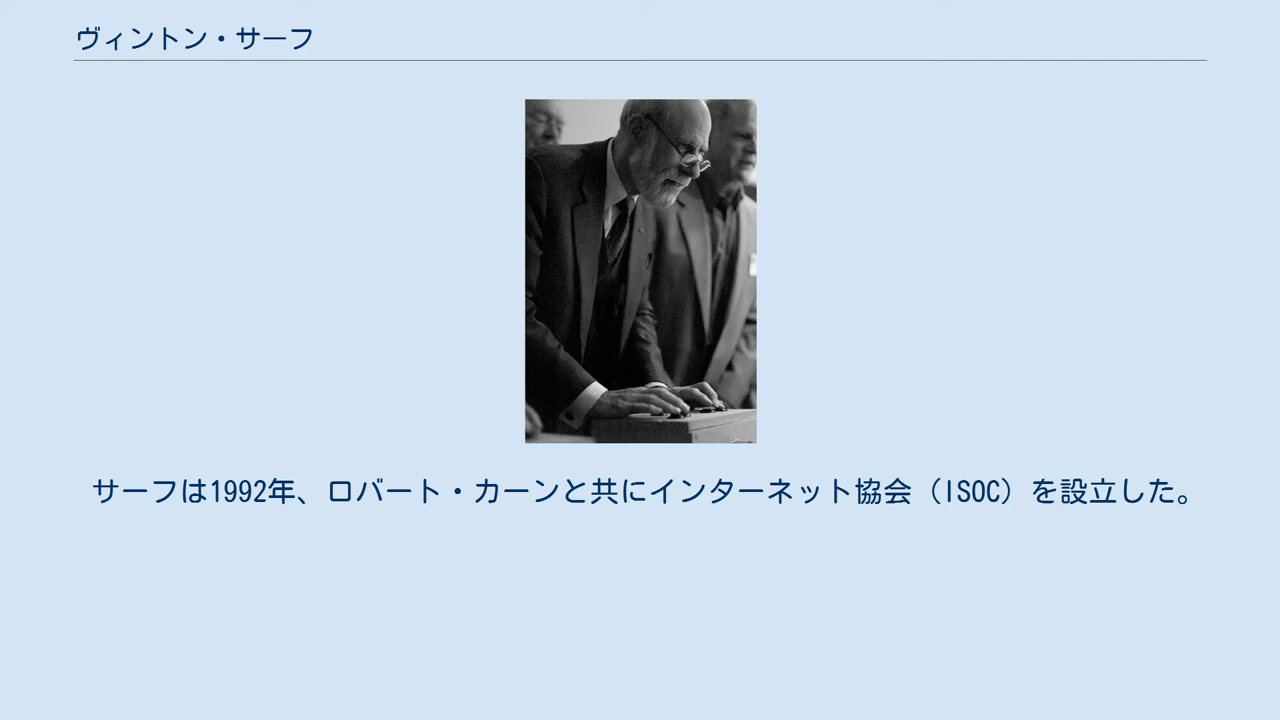 ヴィントン・サーフ
サーフは1992年、ロバート・カーンと共にインターネット協会（ISOC）を設立した。